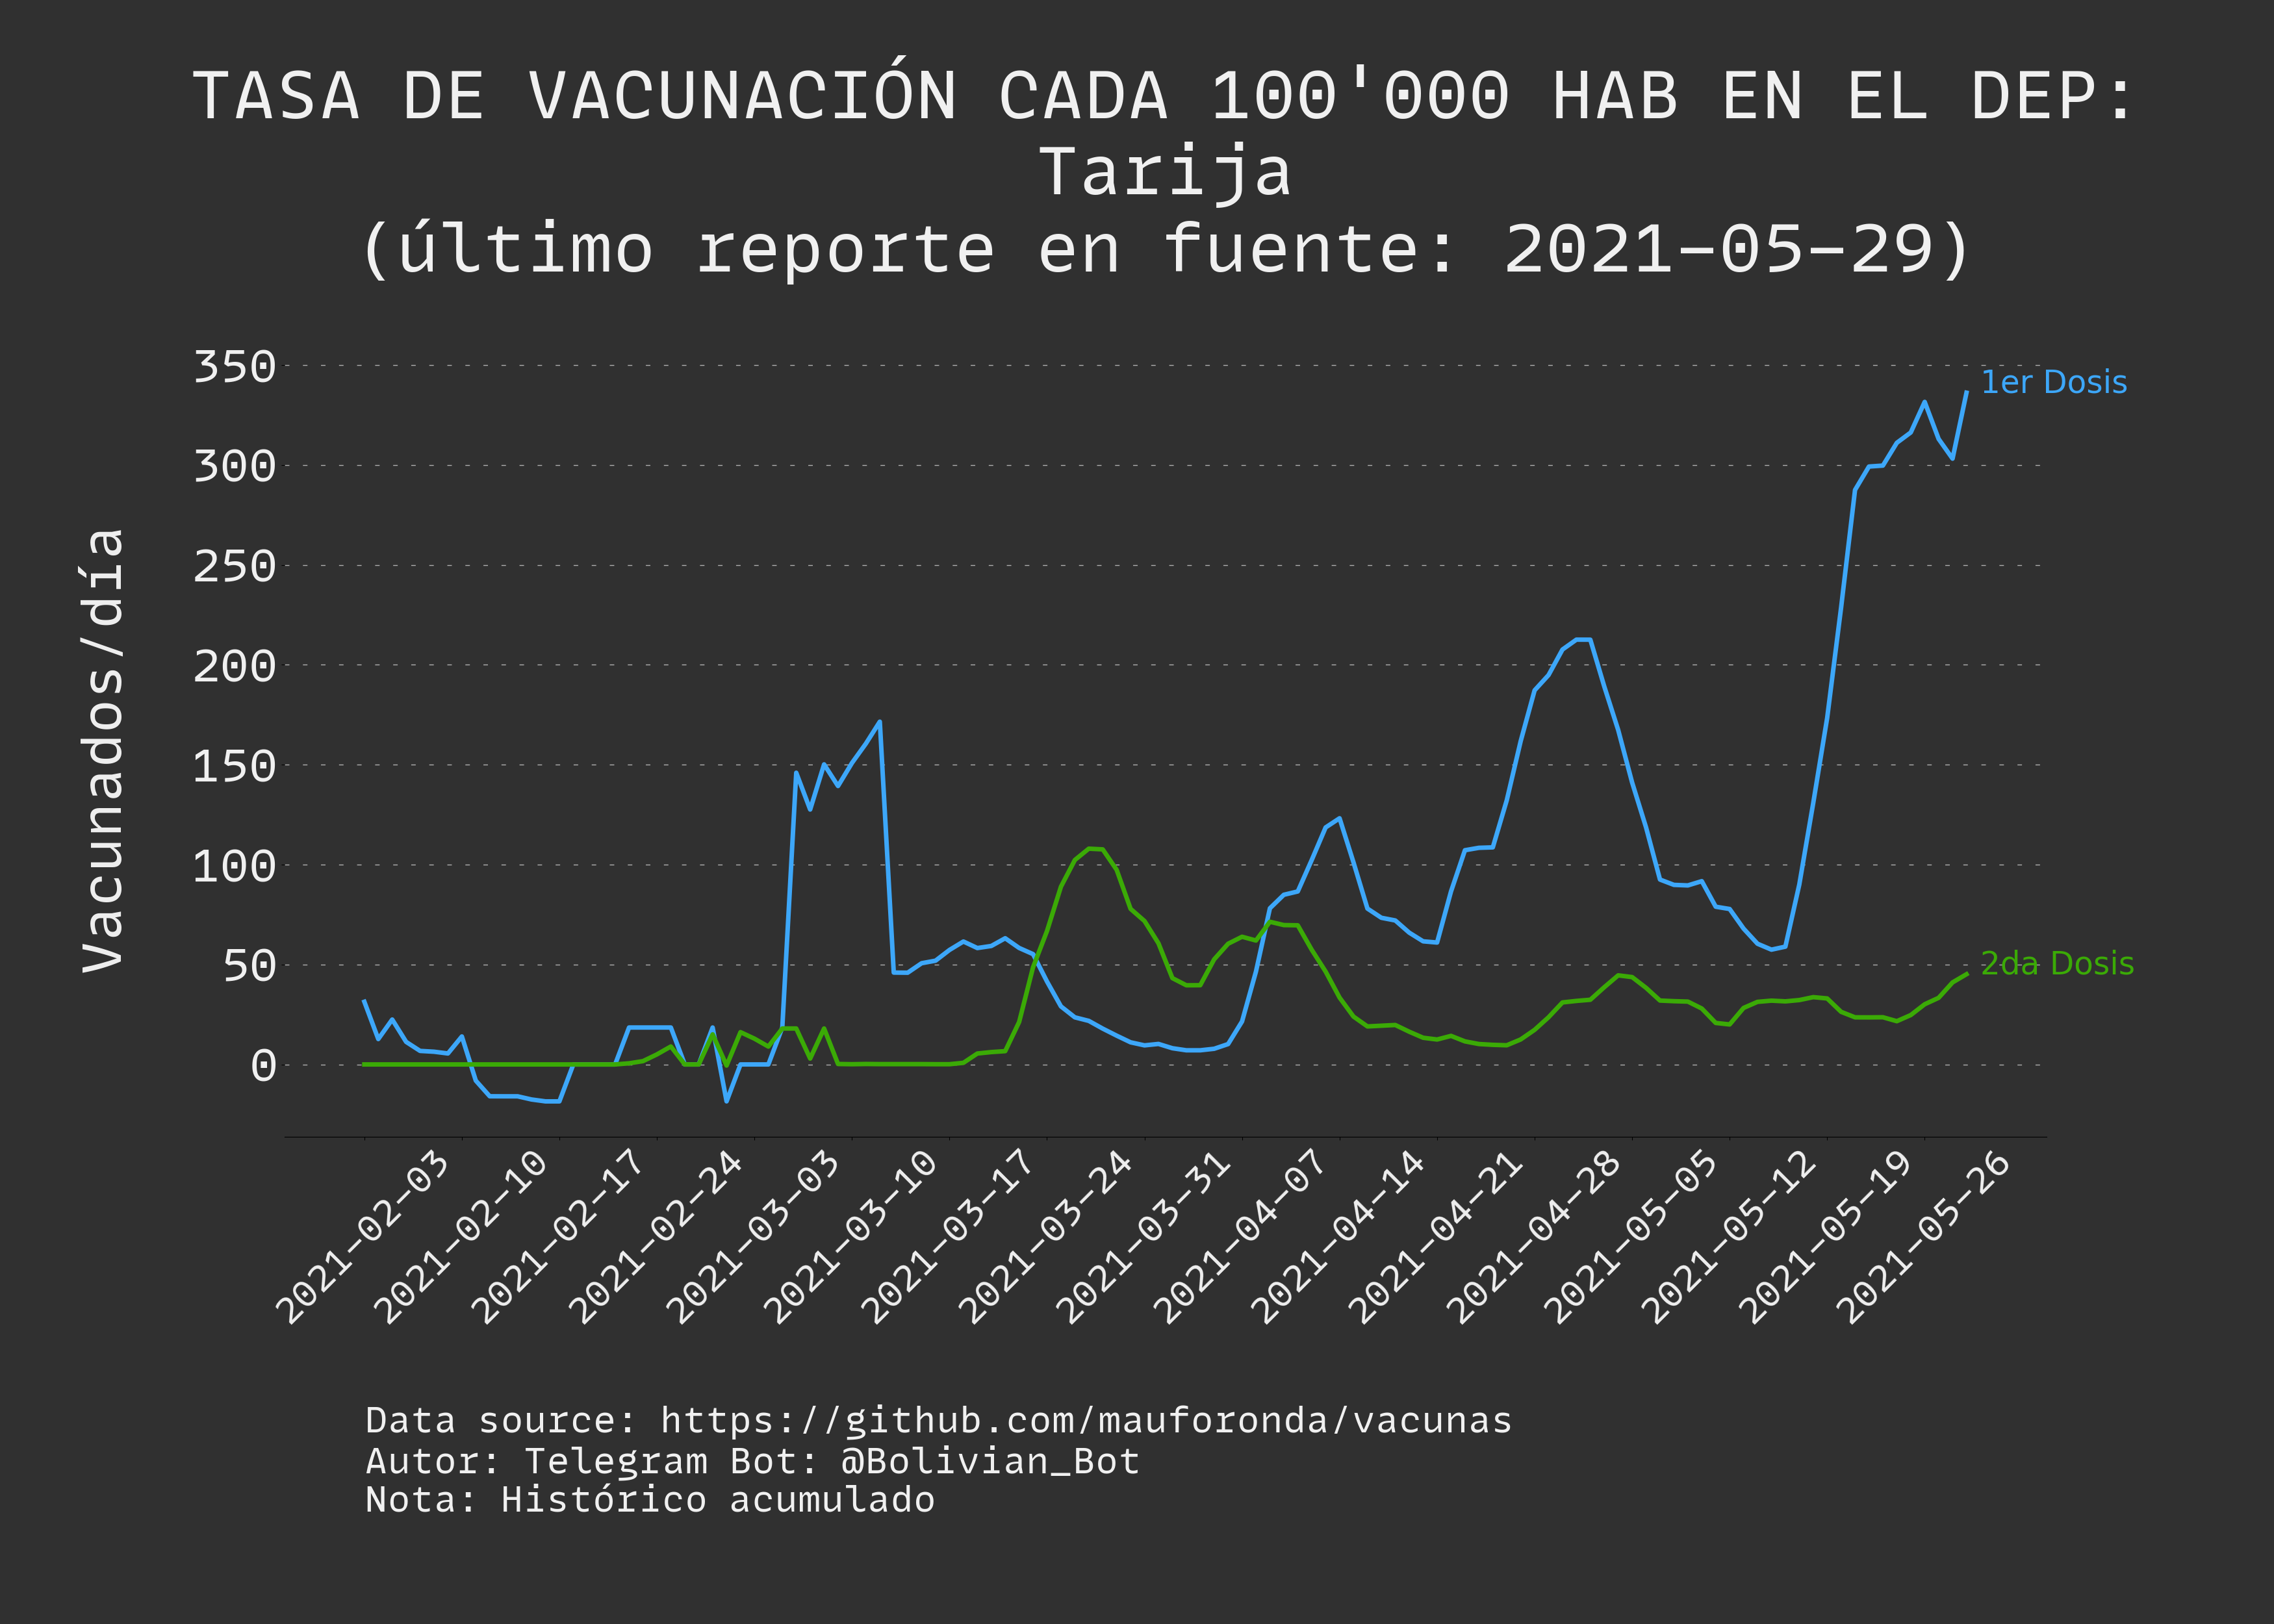 TASA DE VACUNACIÓN CADA 100'000 HAB EN EL DEP:
Tarija
(último reporte en fuente: 2021-05-29)
350
300
250
200
150
100
50
0
Vacunados/día
1er Dosis
2da Dosis
2021-02-03
2021-02-10
2021-02-17
2021-02-24
2021-03-03
2021-03-10
2021-03-17
2021-03-24
2021-03-31
2021-04-07
2021-04-14
2021-04-21
2021-04-28
2021-05-05
2021-05-12
2021-05-19
2021-05-26
Data source: https://github.com/mauforonda/vacunas
Autor: Telegram Bot: @Bolivian_Bot
Nota: Histórico acumulado